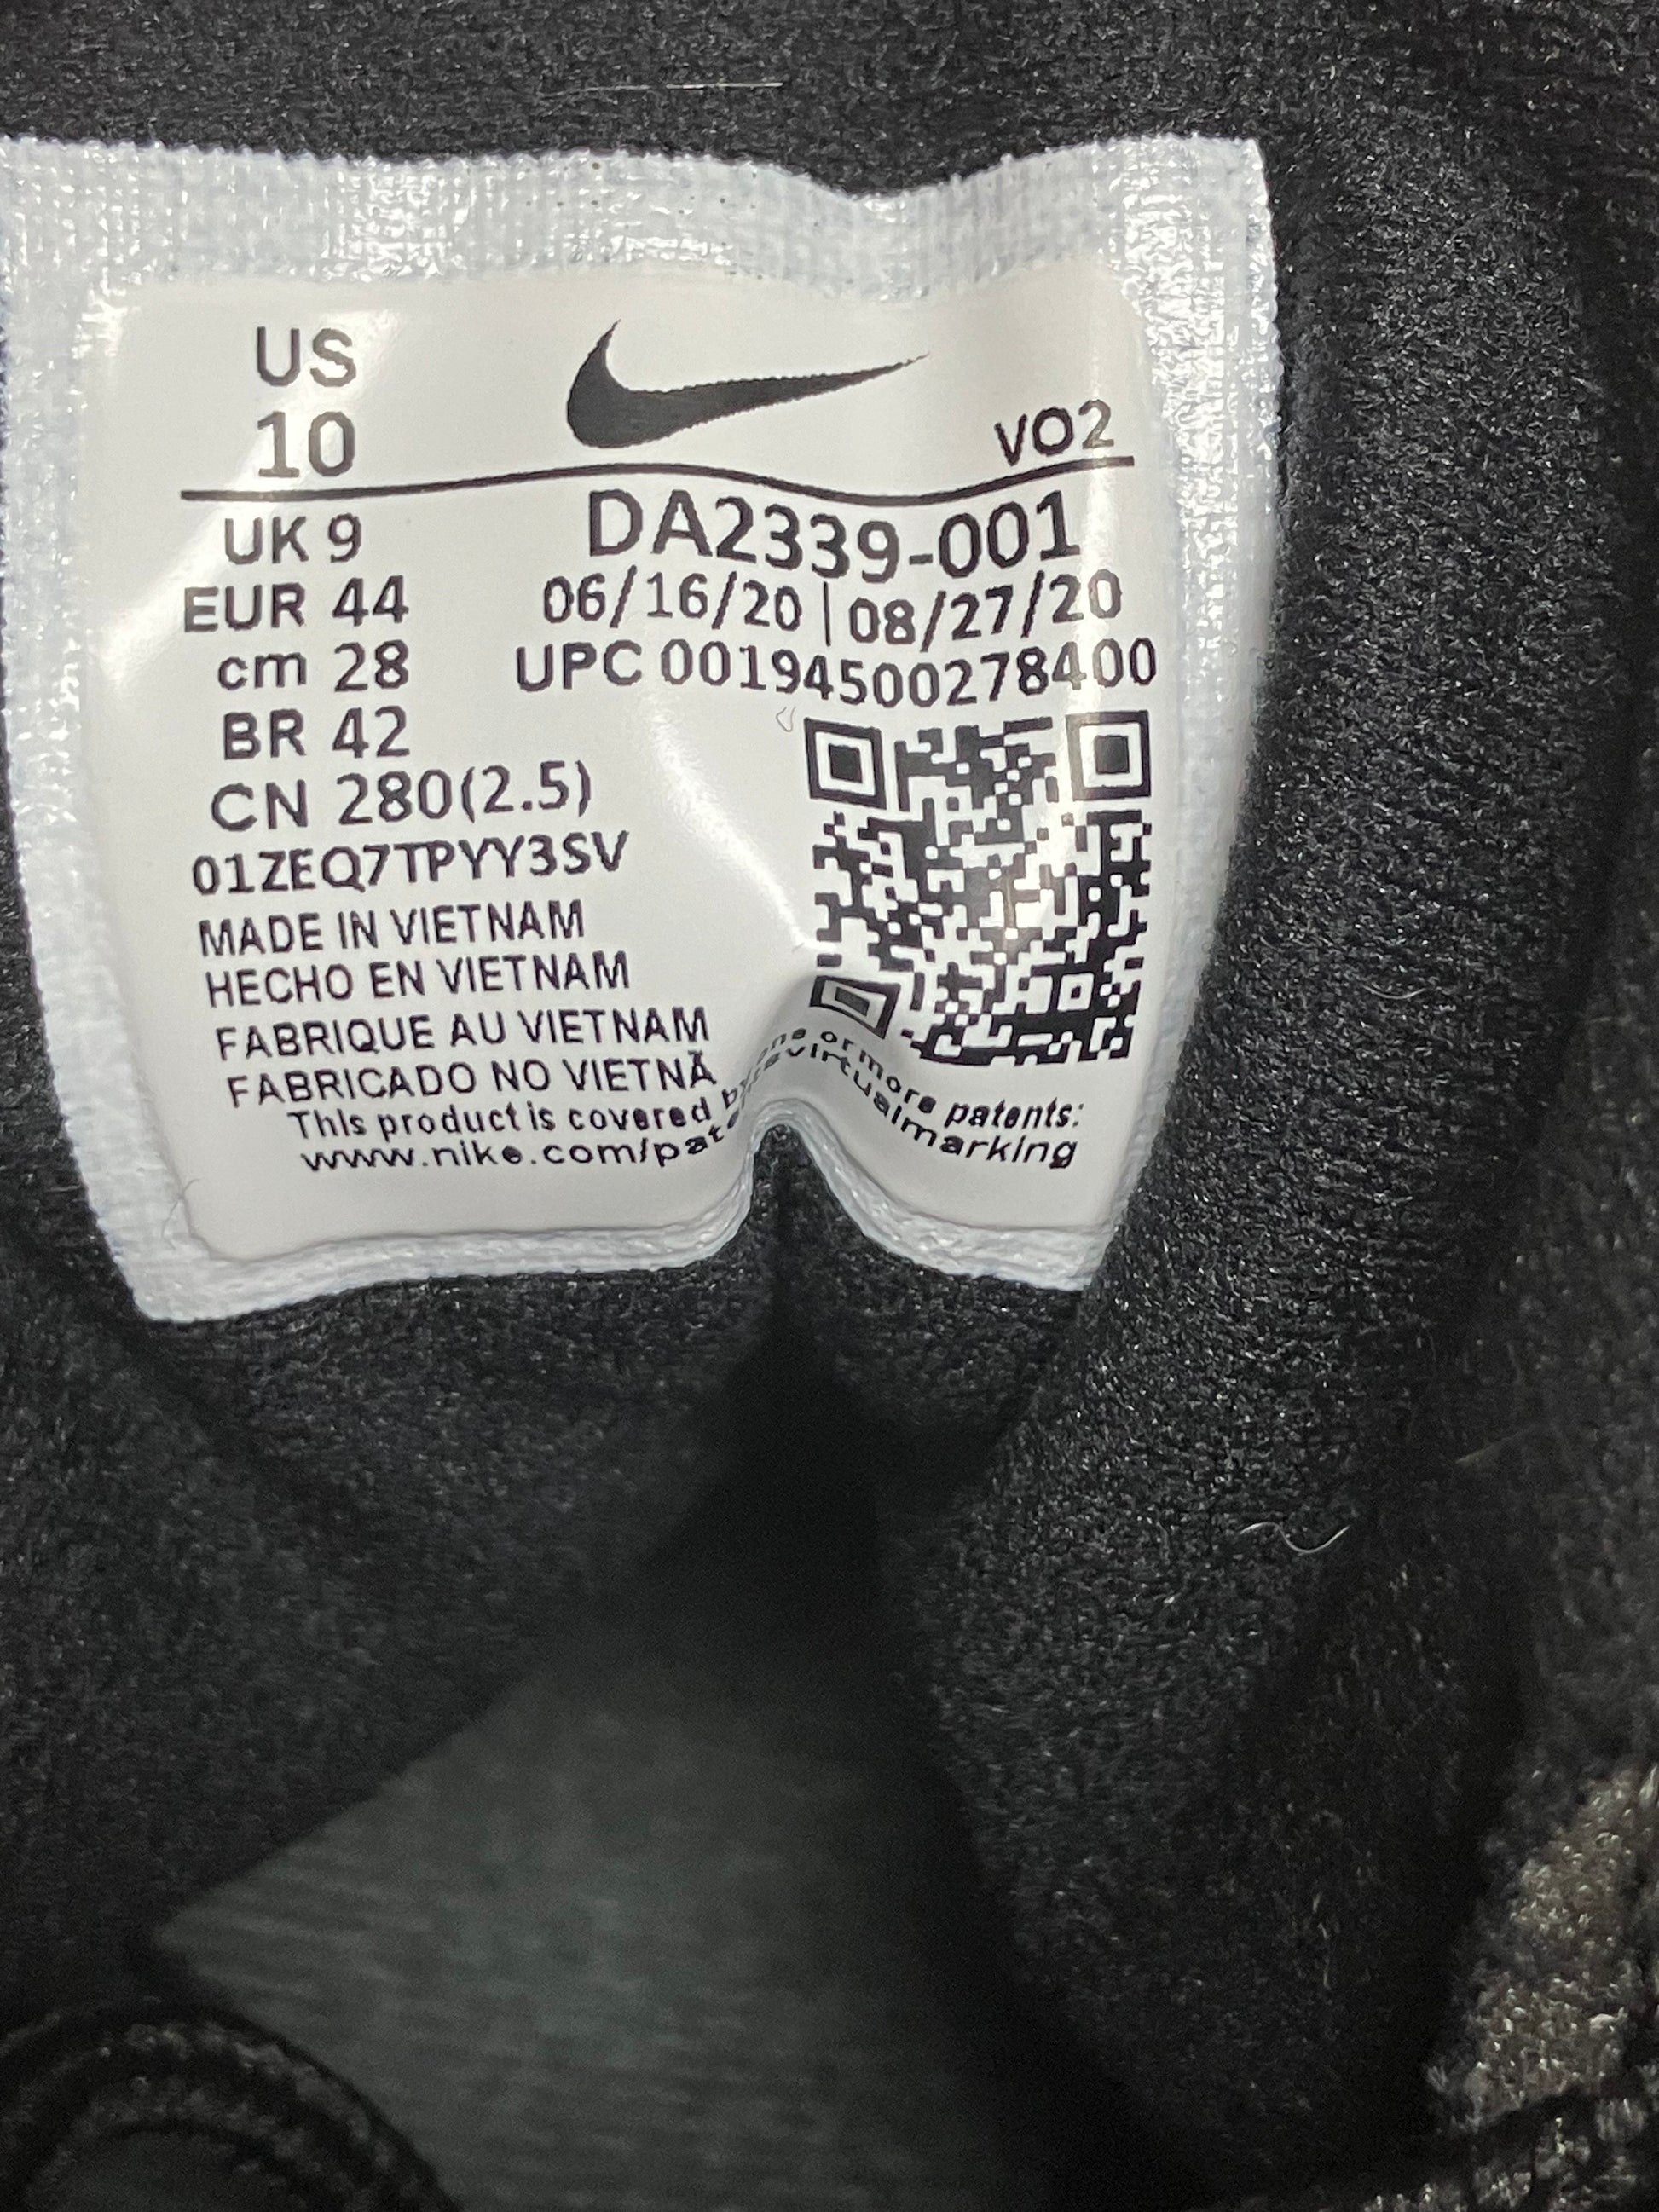 US
10
VO2
UK 9
EUR 44
cm 28
BR 42
CN 280(2.5)
01ZEQ7TPYY3SV
DA2339-001
06/16/20 | 08/27/20
UPC 00194500278400
MADE IN VIETNAM
HECHO EN VIETNAM
FABRIQUE AU VIETNAM
FABRICADO NO VIETNÃ
This product is covered by one or more patents:
www.nike.com/patentsvirtualmarking